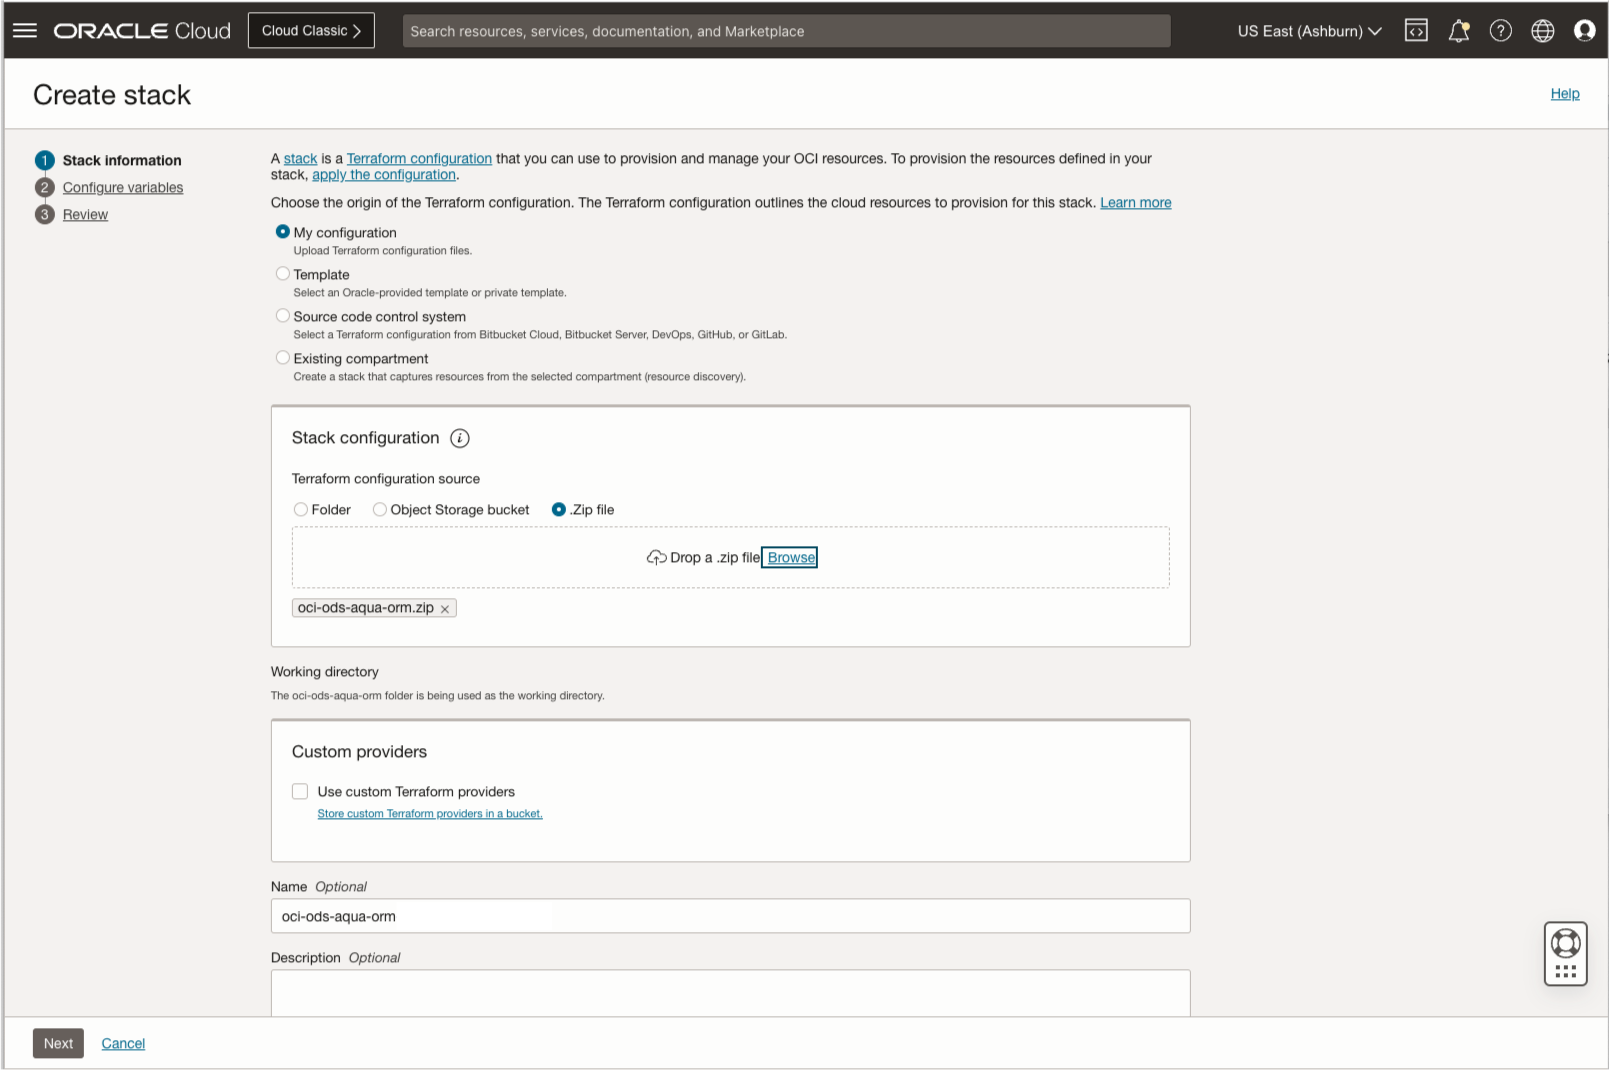 ORACLE Cloud
Cloud Classic
Search resources, services, documentation, and Marketplace
US East (Ashburn)
Create stack
Help
1 Stack information
2 Configure variables
3 Review
A stack is a Terraform configuration that you can use to provision and manage your OCI resources. To provision the resources defined in your
stack, apply the configuration.
Choose the origin of the Terraform configuration. The Terraform configuration outlines the cloud resources to provision for this stack. Learn more
My configuration
Upload Terraform configuration files.
Template
Select an Oracle-provided template or private template.
Source code control system
Select a Terraform configuration from Bitbucket Cloud, Bitbucket Server, DevOps, GitHub, or GitLab.
Existing compartment
Create a stack that captures resources from the selected compartment (resource discovery).
Stack configuration i
Terraform configuration source
Folder Object Storage bucket .Zip file
Drop a .zip file Browse
oci-ods-aqua-orm.zip ×
Working directory
The oci-ods-aqua-orm folder is being used as the working directory.
Custom providers
Use custom Terraform providers
Store custom Terraform providers in a bucket.
Name Optional
oci-ods-aqua-orm
Description Optional
Next Cancel